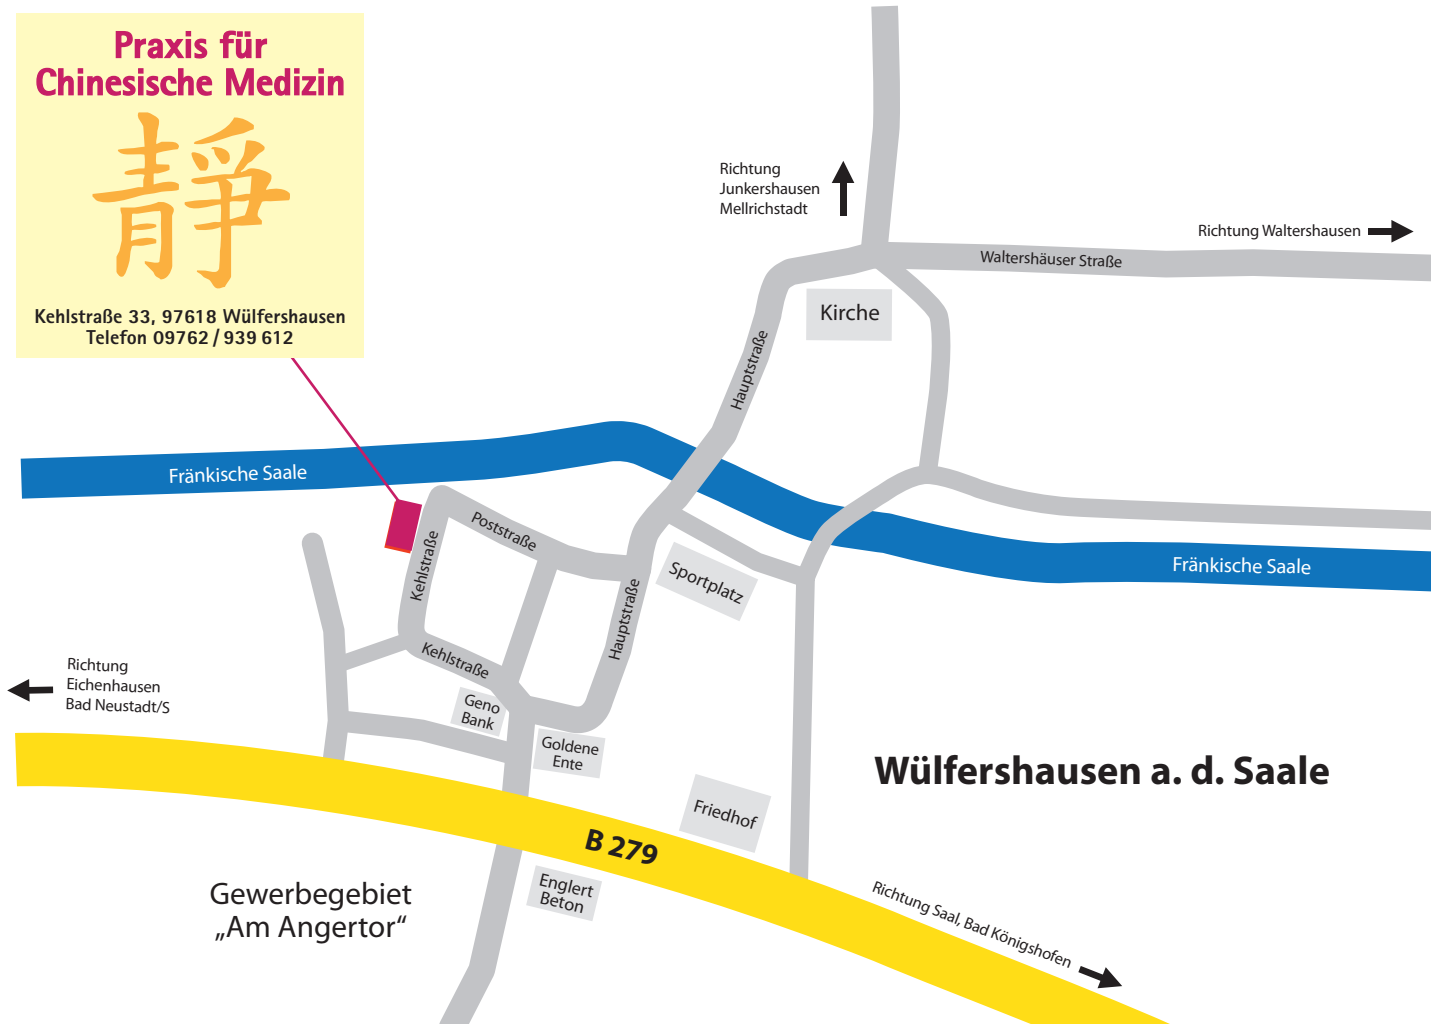 Praxis für
Chinesische Medizin
靜
Kehlstraße 33, 97618 Wülfershausen
Telefon 09762 / 939 612
Richtung
Junkershausen
Mellrichstadt
Richtung Waltershausen
Waltershäuser Straße
Kirche
Hauptstraße
Fränkische Saale
Poststraße
Kehlstraße
Sportplatz
Fränkische Saale
Hauptstraße
Kehlstraße
Richtung
Eichenhausen
Bad Neustadt/S
Geno
Bank
Goldene
Ente
Wülfershausen a. d. Saale
Friedhof
B 279
Englert
Beton
Gewerbegebiet
„Am Angertor“
Richtung Saal, Bad Königshofen